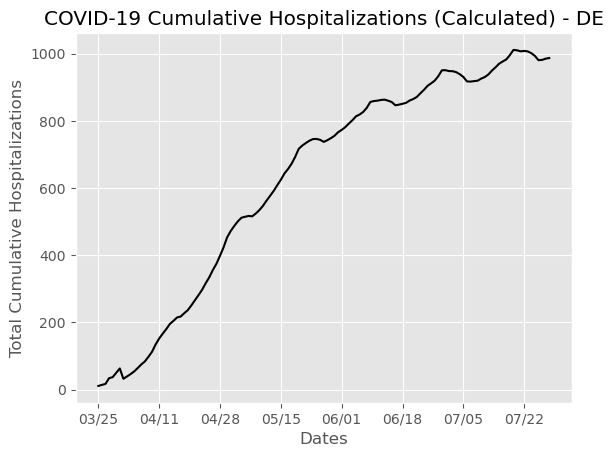 COVID-19 Cumulative Hospitalizations (Calculated) - DE
Total Cumulative Hospitalizations
1000
800
600
400
200
0
03/25 04/11 04/28 05/15 06/01 06/18 07/05 07/22
Dates